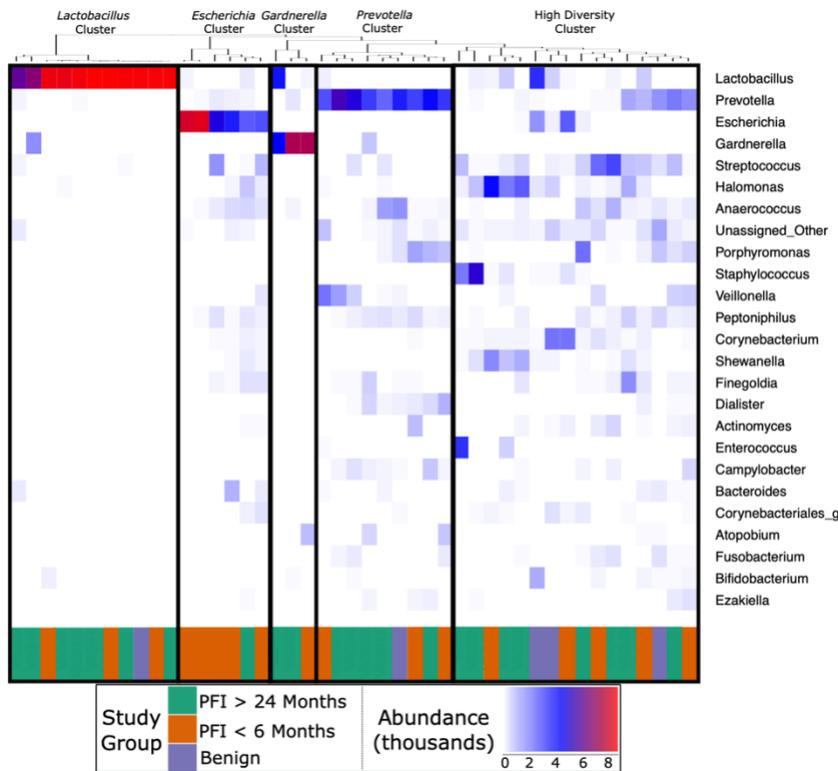 Lactobacillus
Cluster
Escherichia
Cluster
Gardnerella
Cluster
Prevotella
Cluster
High Diversity
Cluster
Lactobacillus
Prevotella
Escherichia
Gardnerella
Streptococcus
Halomonas
Anaerococcus
Unassigned_Other
Porphyromonas
Staphylococcus
Veillonella
Peptoniphilus
Corynebacterium
Shewanella
Finegoldia
Dialister
Actinomyces
Enterococcus
Campylobacter
Bacteroides
Corynebacteriales_g
Atopobium
Fusobacterium
Bifidobacterium
Ezakiella
Study
Group
PFI > 24 Months
PFI < 6 Months
Benign
Abundance
(thousands)
0 2 4 6 8